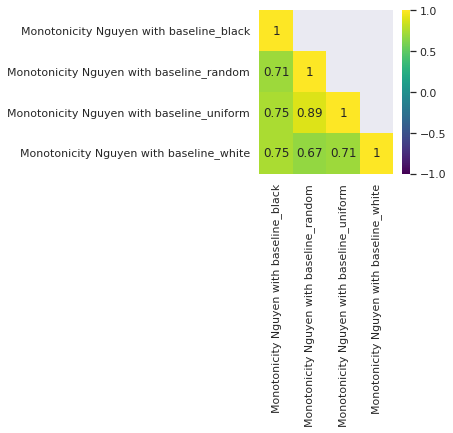 Monotonicity Nguyen with baseline_black
Monotonicity Nguyen with baseline_random
Monotonicity Nguyen with baseline_uniform
Monotonicity Nguyen with baseline_white
1
0.71 1
0.75 0.89 1
0.75 0.67 0.71 1
1.0
0.5
0.0
−0.5
−1.0
Monotonicity Nguyen with baseline_black
Monotonicity Nguyen with baseline_random
Monotonicity Nguyen with baseline_uniform
Monotonicity Nguyen with baseline_white